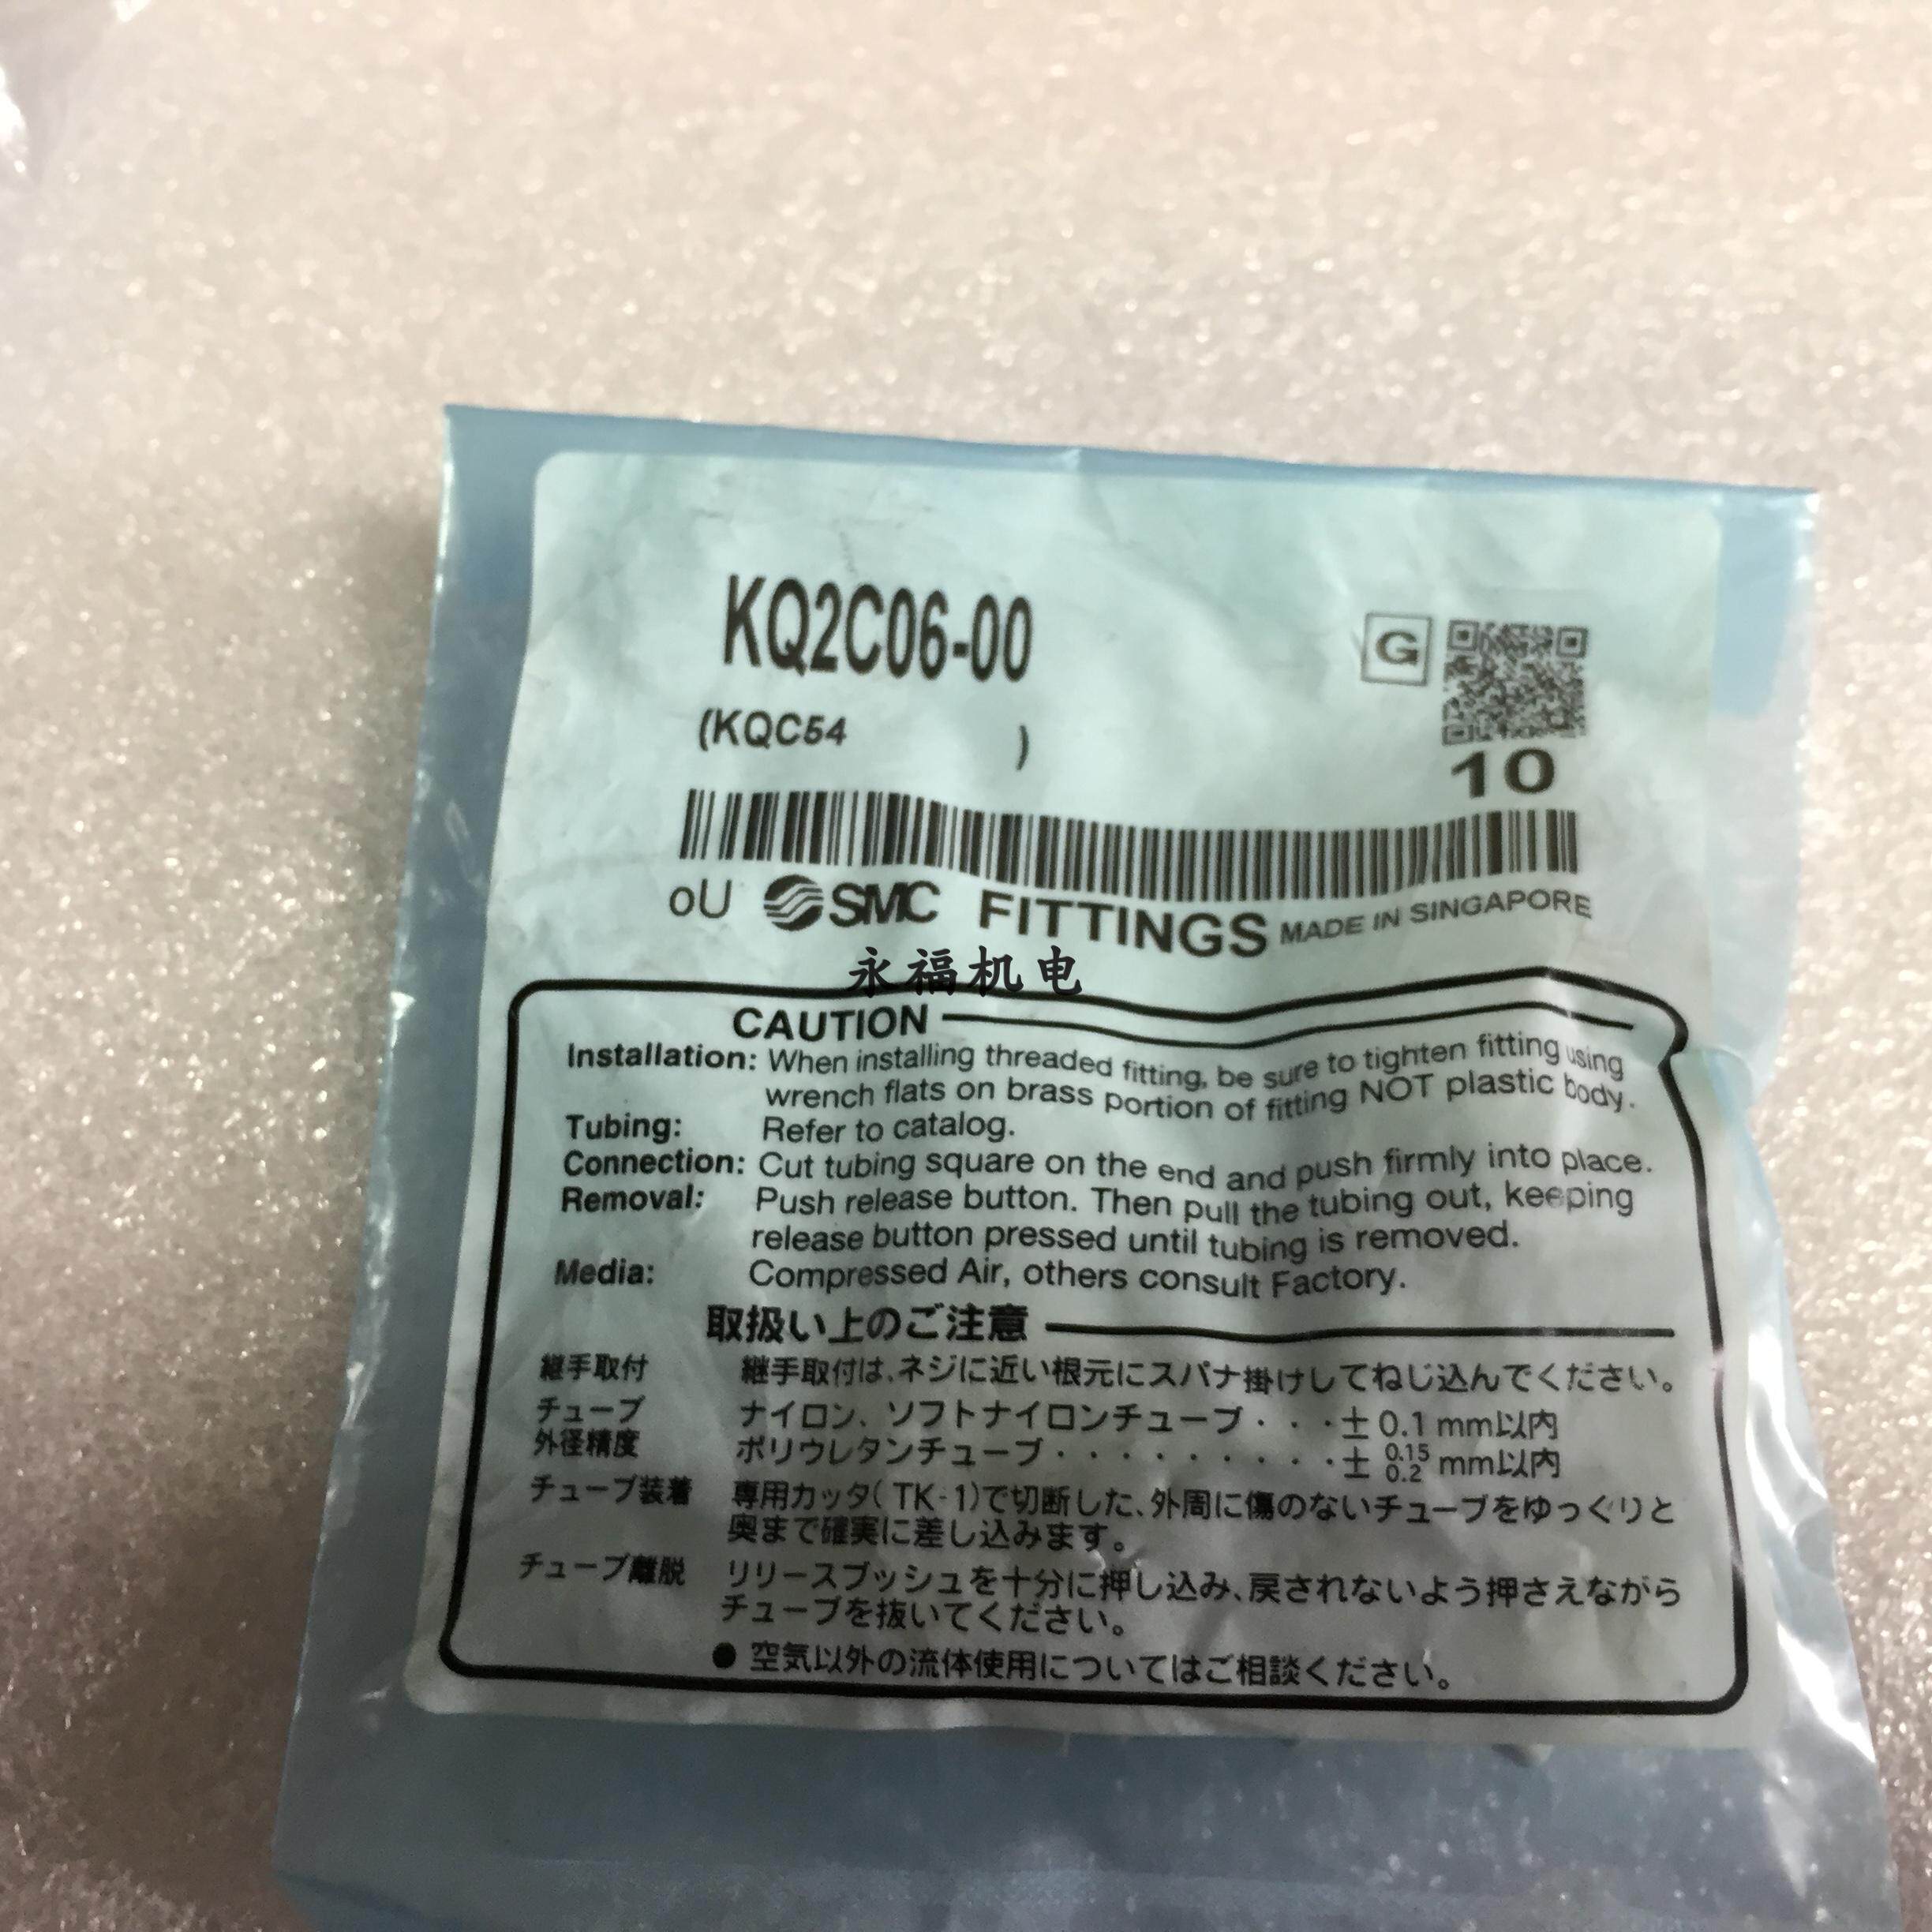 KQ2C06-00
G
(KQC54 )
10
oU SMC FITTINGS MADE IN SINGAPORE
永福机电
CAUTION
Installation: When installing threaded fitting, be sure to tighten fitting using
wrench flats on brass portion of fitting NOT plastic body.
Tubing: Refer to catalog.
Connection: Cut tubing square on the end and push firmly into place.
Removal: Push release button. Then pull the tubing out, keeping
release button pressed until tubing is removed.
Media: Compressed Air, others consult Factory.
取扱い上のご注意
継手取付 継手取付は、ネジに近い根元にスパナ掛けしてねじ込んでください。
チューブ ナイロン、ソフトナイロンチューブ・・・± 0.1 mm以内
外径精度 ポリウレタンチューブ・・・・・・・・・± 0.15 0.2 mm以内
チューブ装着 専用カッタ(TK-1)で切断した、外周に傷のないチューブをゆっくりと
奥まで確実に差し込みます。
チューブ離脱 リリースブッシュを十分に押し込み、戻されないよう押さえながら
チューブを抜いてください。
● 空気以外の流体使用についてはご相談ください。